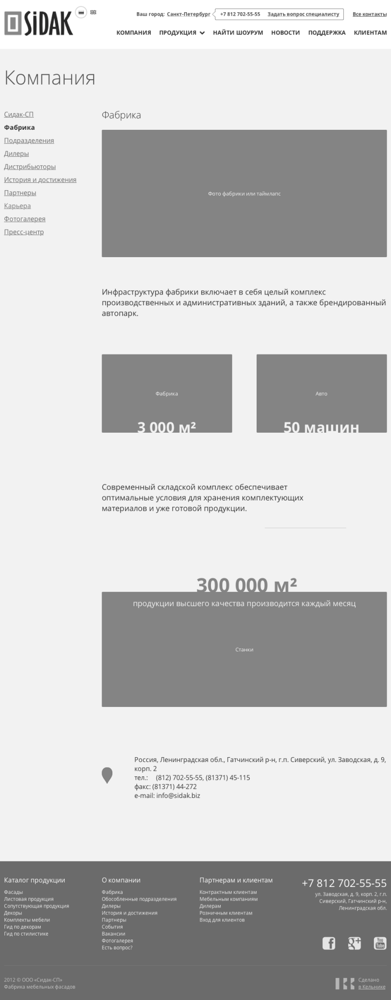 SiDAK
Ваш город: Санкт-Петербург
+7 812 702-55-55 Задать вопрос специалисту
Все контакты
КОМПАНИЯ ПРОДУКЦИЯ НАЙТИ ШОУРУМ НОВОСТИ ПОДДЕРЖКА КЛИЕНТАМ
Компания
Сидак-СП
Фабрика
Подразделения
Дилеры
Дистрибьюторы
История и достижения
Партнеры
Карьера
Фотогалерея
Пресс-центр
Фабрика
Фото фабрики или таймлапс
Инфраструктура фабрики включает в себя целый комплекс
производственных и административных зданий, а также брендированный
автопарк.
Фабрика
3 000 м²
Авто
50 машин
Современный складской комплекс обеспечивает
оптимальные условия для хранения комплектующих
материалов и уже готовой продукции.
300 000 м²
продукции высшего качества производится каждый месяц
Станки
Россия, Ленинградская обл., Гатчинский р-н, г.п. Сиверский, ул. Заводская, д. 9,
корп. 2
тел.: (812) 702-55-55, (81371) 45-115
факс: (81371) 44-272
e-mail: info@sidak.biz
Каталог продукции
Фасады
Листовая продукция
Сопутствующая продукция
Декоры
Комплекты мебели
Гид по декорам
Гид по стилистике
О компании
Фабрика
Обособленные подразделения
Дилеры
История и достижения
Партнеры
События
Вакансии
Фотогалерея
Есть вопрос?
Партнерам и клиентам
Контрактным клиентам
Мебельным компаниям
Дилерам
Розничным клиентам
Вход для клиентов
+7 812 702-55-55
ул. Заводская, д. 9, корп. 2, г.п.
Сиверский, Гатчинский р-н,
Ленинградская обл.
You
Tube
2012 © ООО «Сидак-СП»
Фабрика мебельных фасадов
Сделано
в Кельнике